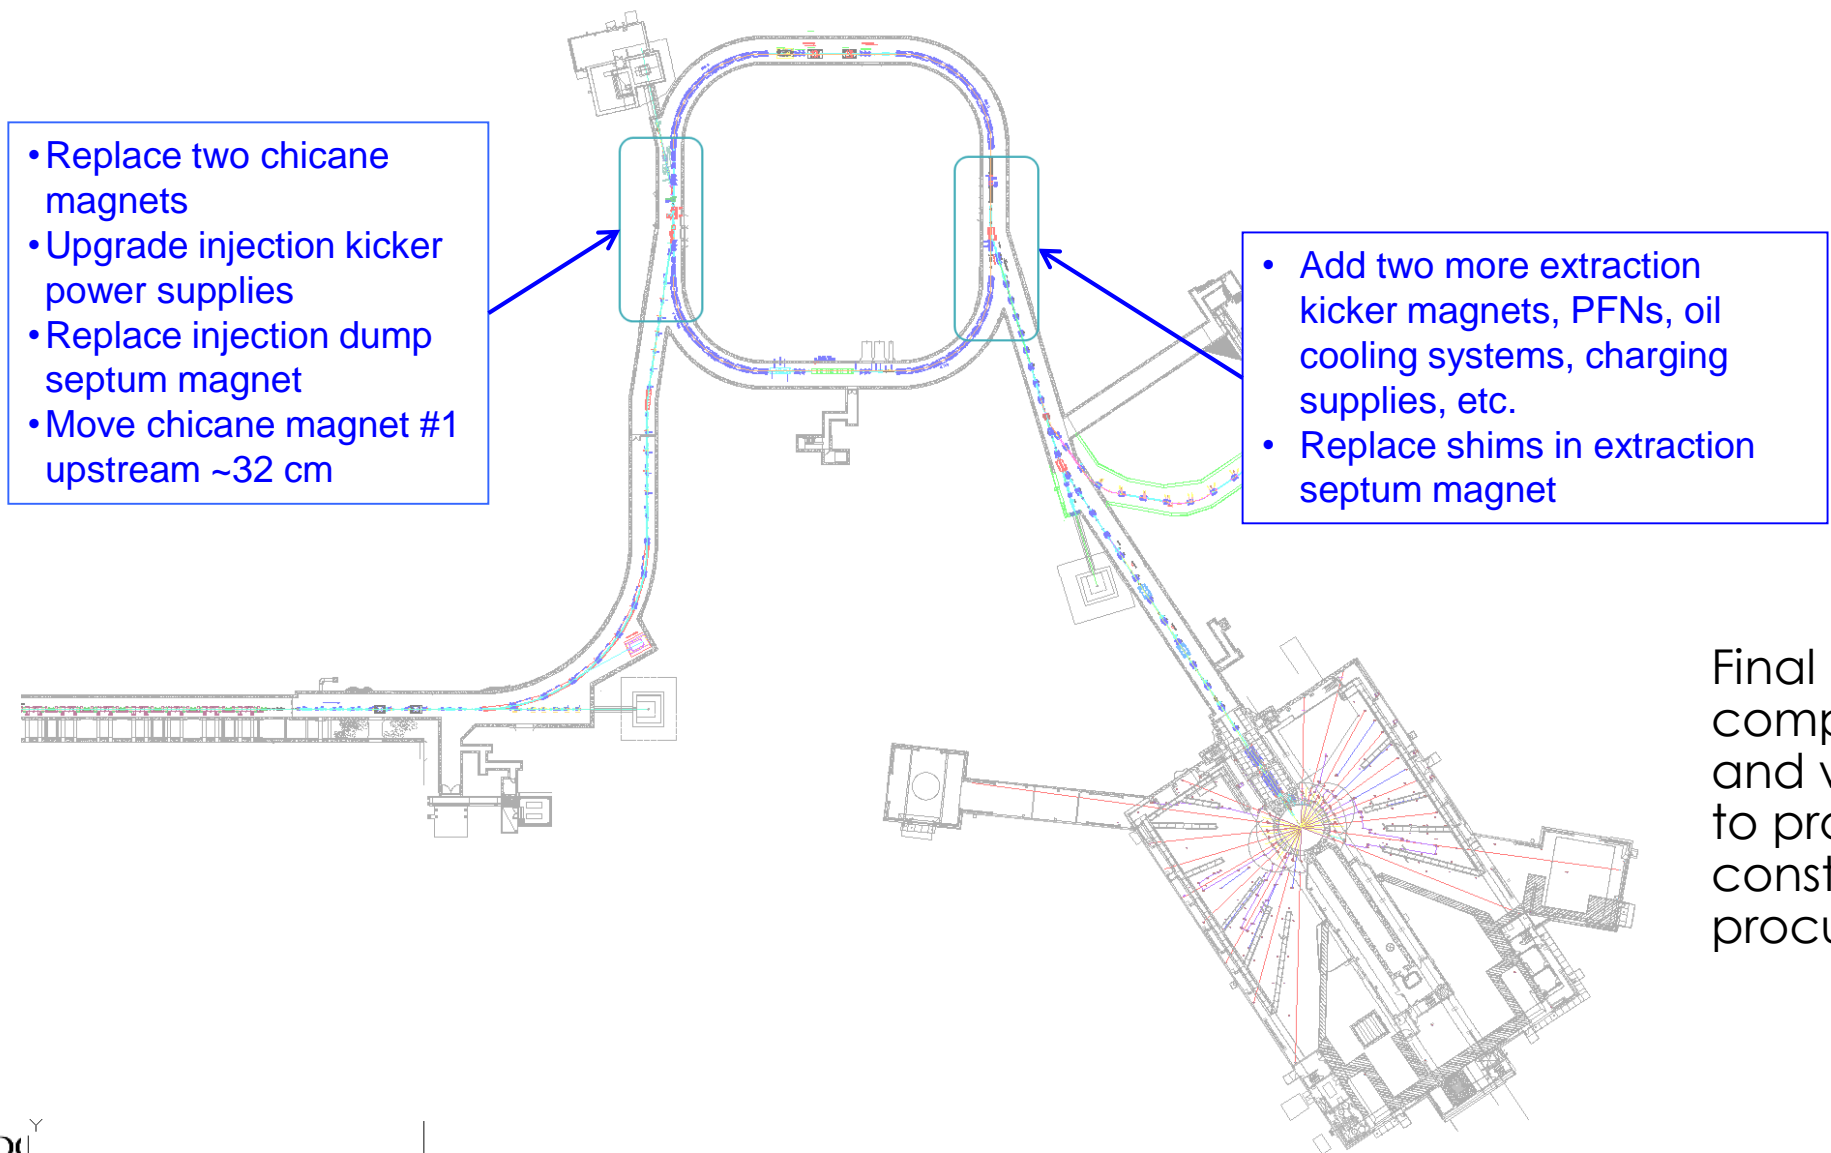 • Replace two chicane
magnets
• Upgrade injection kicker
power supplies
• Replace injection dump
septum magnet
• Move chicane magnet #1
upstream ~32 cm
• Add two more extraction
kicker magnets, PFNs, oil
cooling systems, charging
supplies, etc.
• Replace shims in extraction
septum magnet
Final
and
to
Y